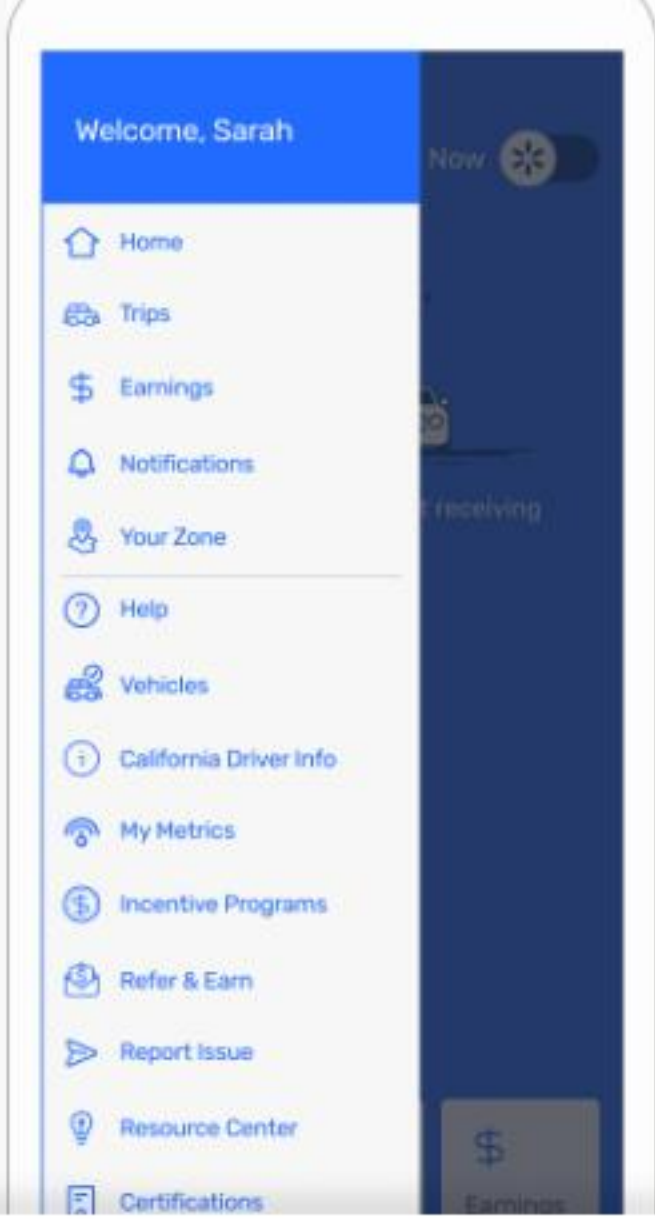 Welcome, Sarah
Now
Home
Trips
$ Earnings
Notifications
Your Zone
t receiving
? Help
Vehicles
i California Driver Info
My Metrics
$ Incentive Programs
$ Refer & Earn
Report Issue
Resource Center
$
Certifications
Earnings